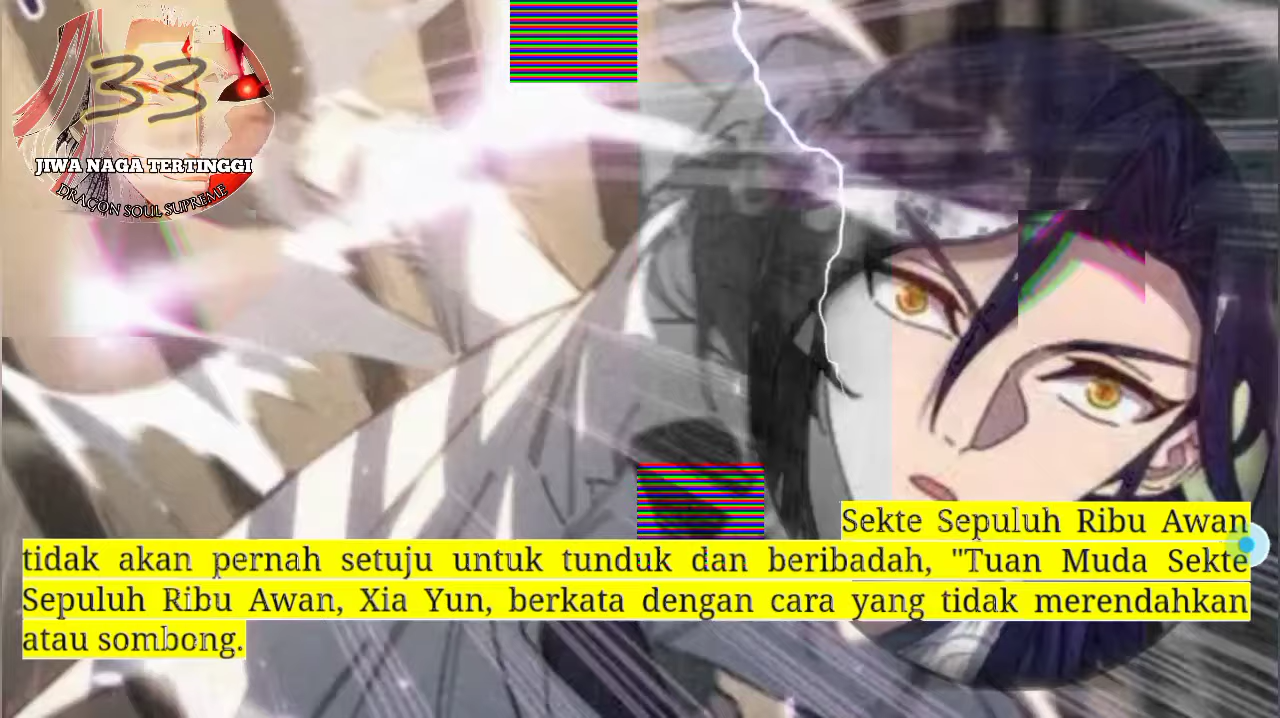 33
JIWA NAGA TERTINGGI
DRAGON SOUL SUPREME
Sekte Sepuluh Ribu Awan
tidak akan pernah setuju untuk tunduk dan beribadah, "Tuan Muda Sekte
Sepuluh Ribu Awan, Xia Yun, berkata dengan cara yang tidak merendahkan
atau sombong.